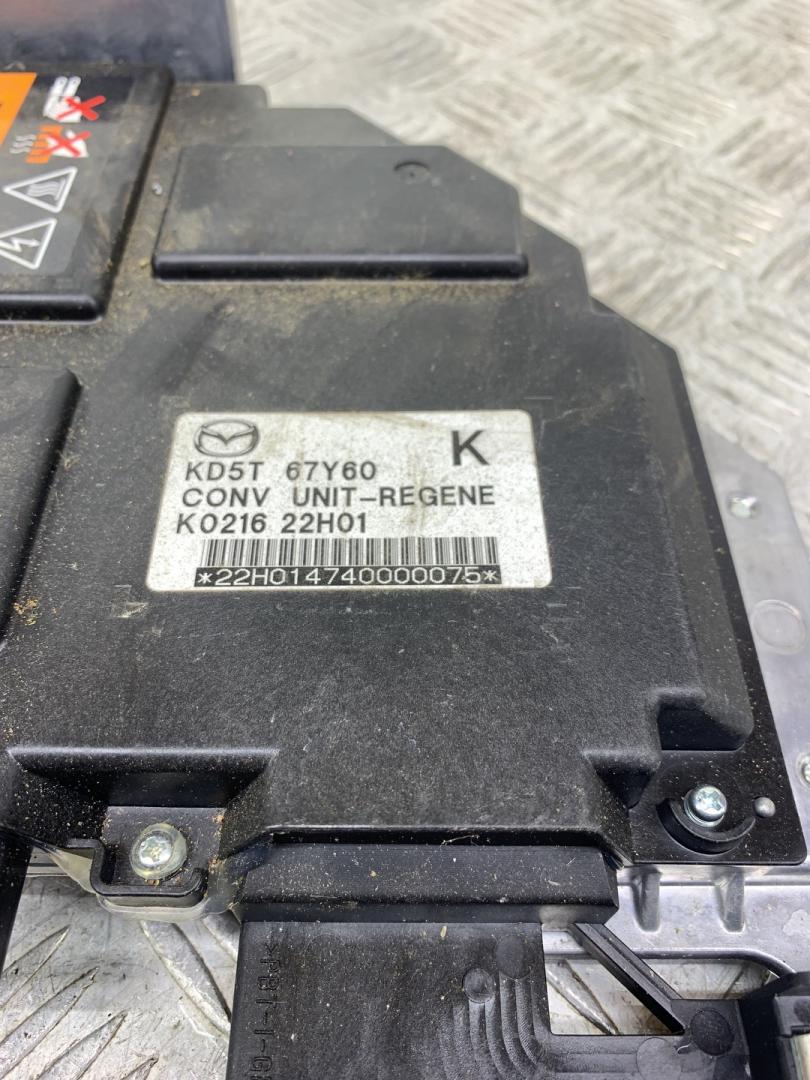 KD5T 67Y60 K
CONV UNIT-REGENE
K0216 22H01
*22H014740000075*